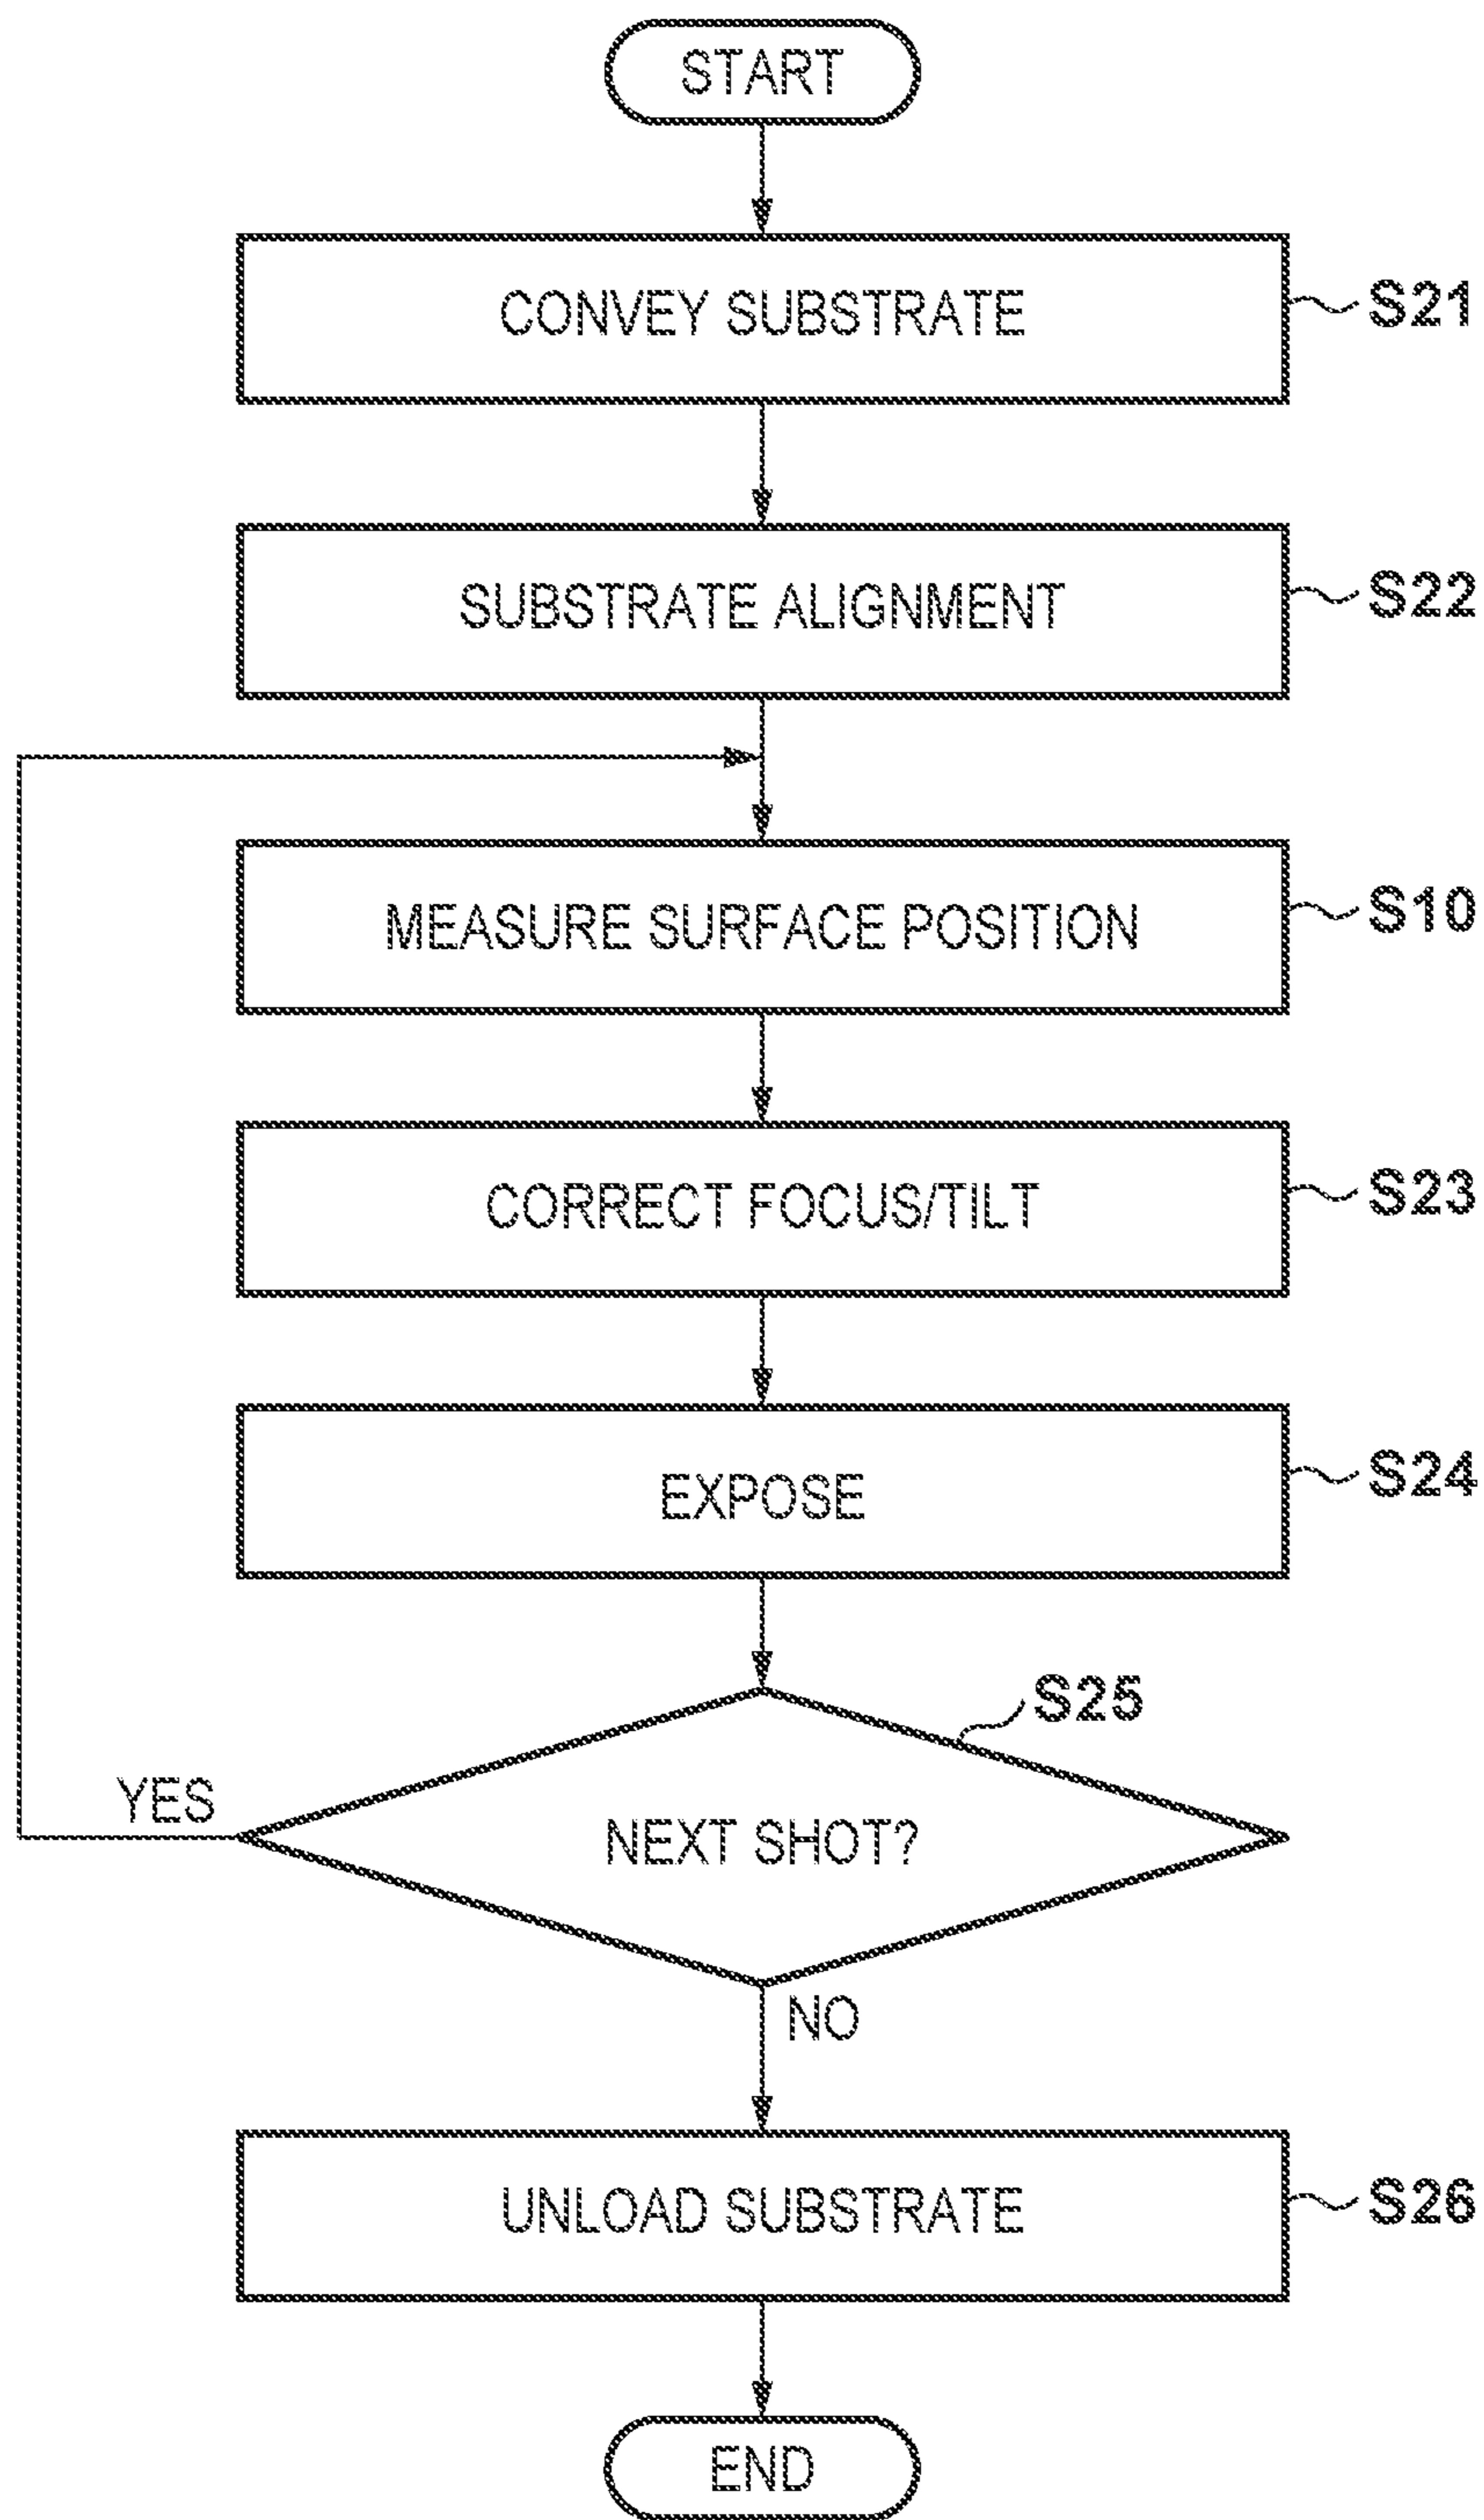 START
CONVEY SUBSTRATE
S21
SUBSTRATE ALIGNMENT
S22
MEASURE SURFACE POSITION
S10
CORRECT FOCUS/TILT
S23
EXPOSE
S24
S25
YES
NEXT SHOT?
NO
UNLOAD SUBSTRATE
S26
END